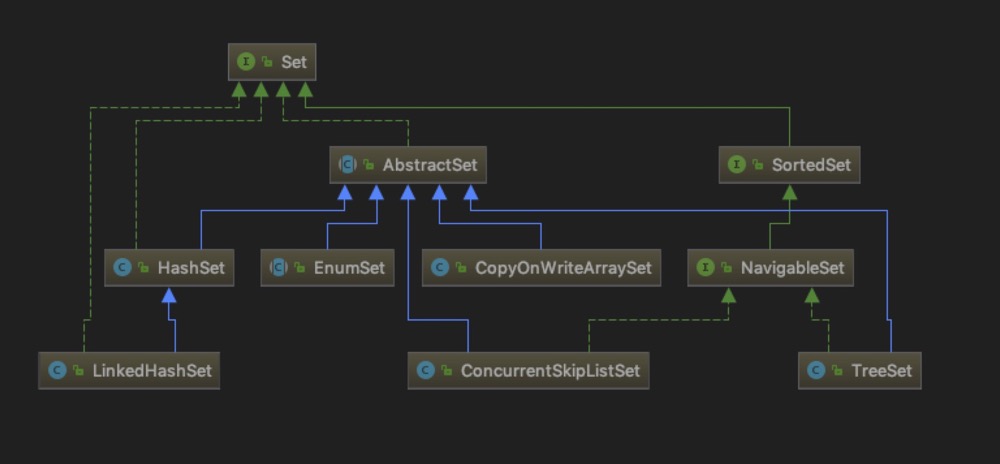 I Set
C AbstractSet
I SortedSet
C HashSet
C EnumSet
C CopyOnWriteArraySet
I NavigableSet
C LinkedHashSet
C ConcurrentSkipListSet
C TreeSet